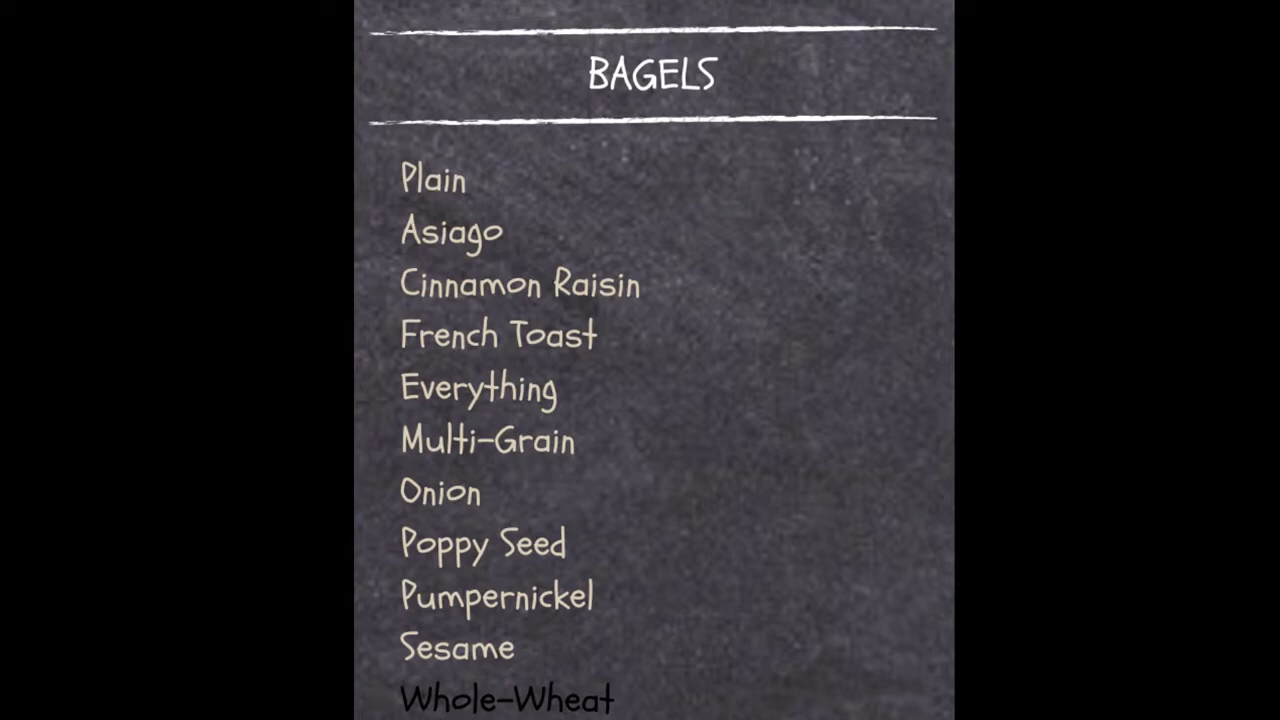 BAGELS
Plain
Asiago
Cinnamon Raisin
French Toast
Everything
Multi-Grain
Onion
Poppy Seed
Pumpernickel
Sesame
Whole-Wheat